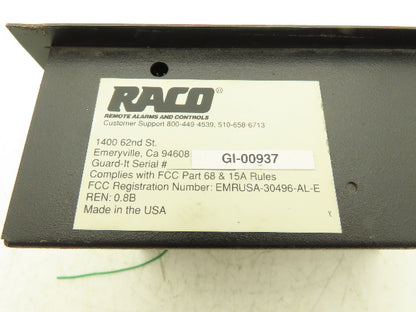 RACO®
REMOTE ALARMS AND CONTROLS
Customer Support 800-449-4539, 510-658-6713
1400 62nd St.
Emeryville, Ca 94608
Guard-It Serial # GI-00937
Complies with FCC Part 68 & 15A Rules
FCC Registration Number: EMRUSA-30496-AL-E
REN: 0.8B
Made in the USA